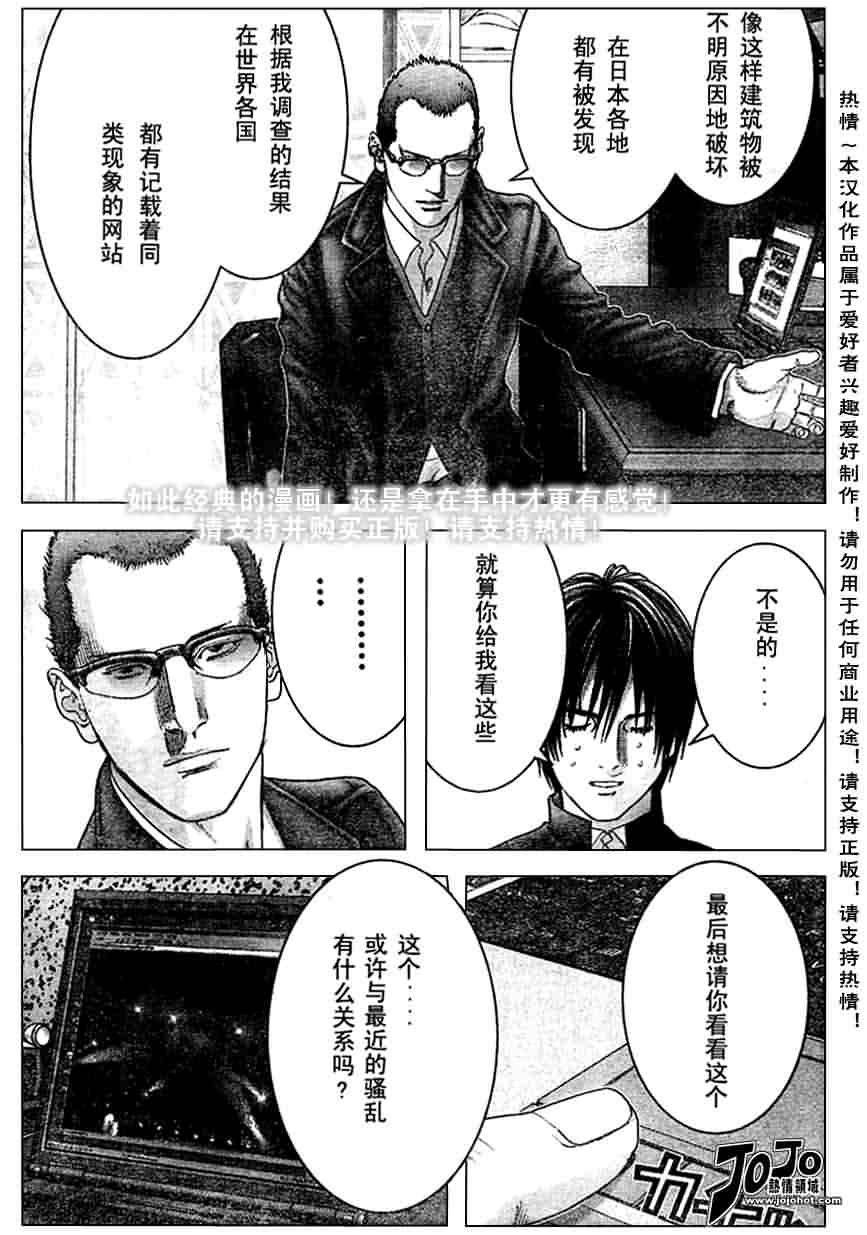 像这样建筑物被
不明原因地破坏
在日本各地
都有被发现
根据我调查的结果
在世界各国
都有记载着同
类现象的网站
如此经典的漫画！还是拿在手中才更有感觉！
请支持并购买正版！请支持热情！
不是的....
就算你给我看这些
………
…
最后想请你看看这个
这个....
或许与最近的骚乱
有什么关系吗？
热情～本汉化作品属于爱好者兴趣爱好制作！请勿用于任何商业用途！请支持正版！请支持热情！
JOJO
熱情領域
www.jojohot.com